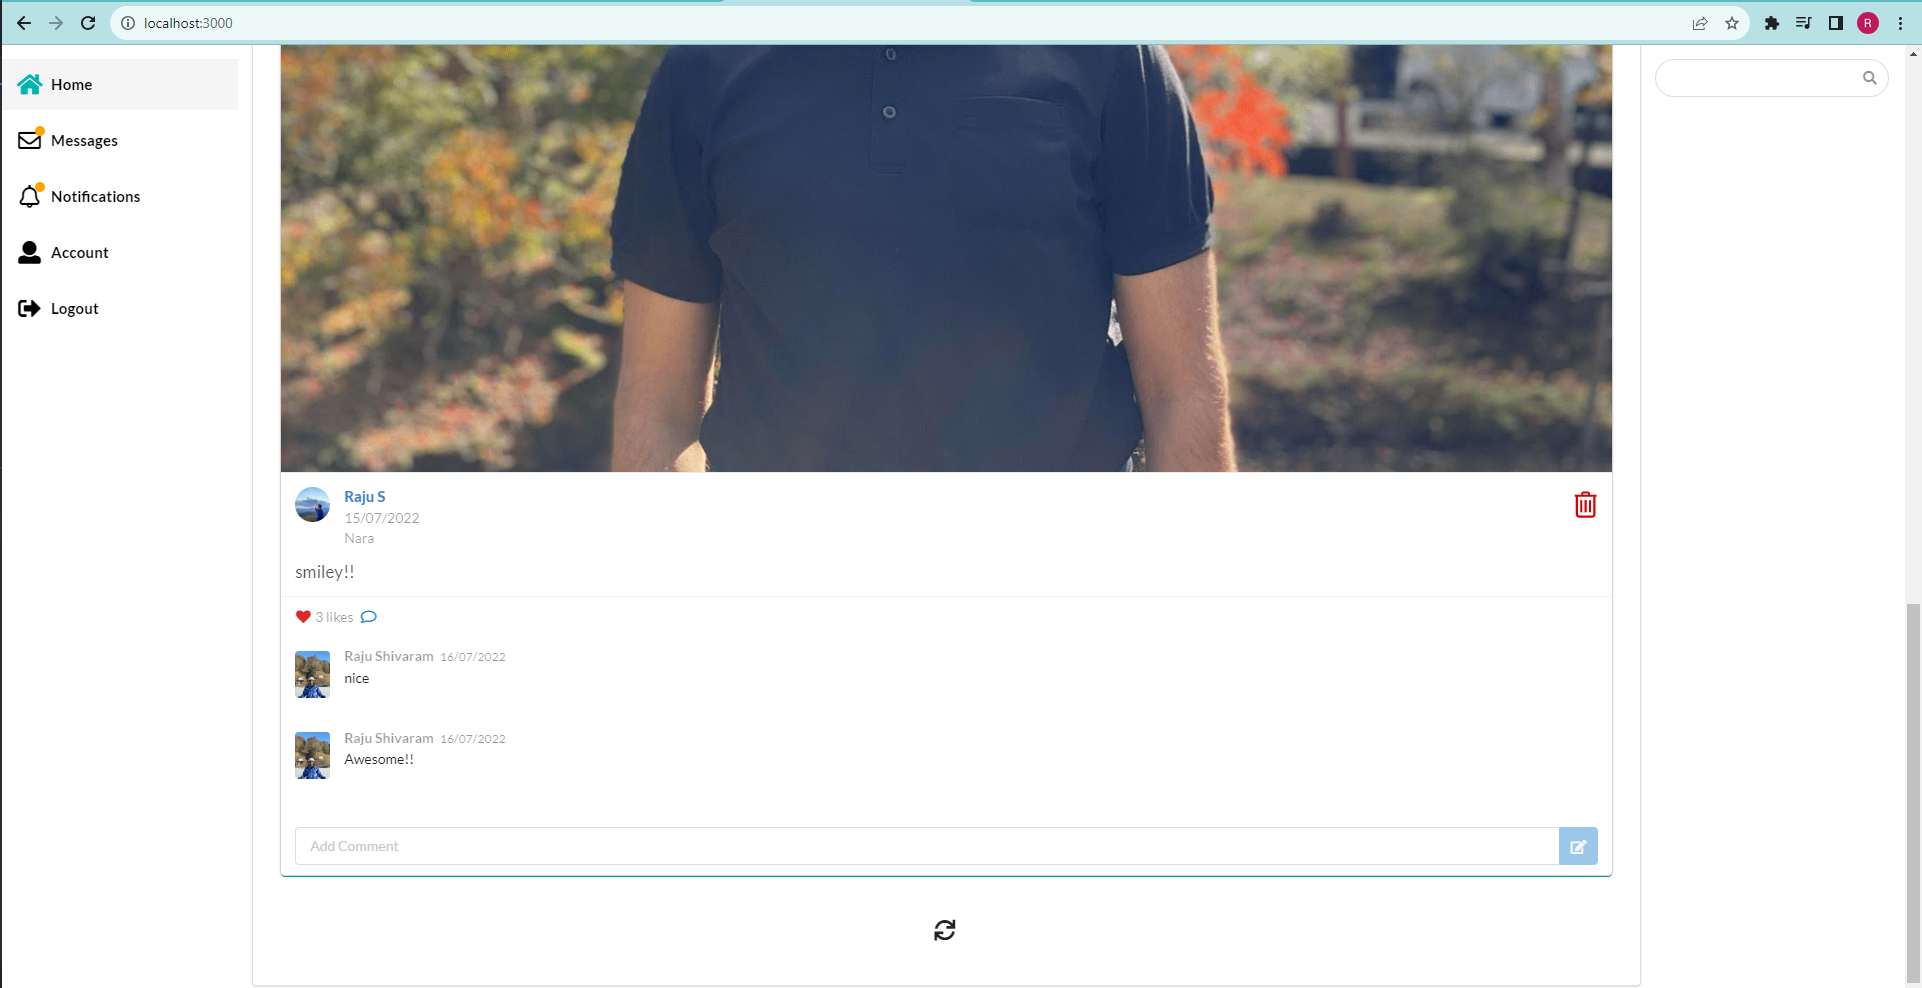 localhost:3000
R
Home
Messages
Notifications
Account
Logout
Raju S
15/07/2022
Nara
smiley!!
3 likes
Raju Shivaram 16/07/2022
nice
Raju Shivaram 16/07/2022
Awesome!!
Add Comment